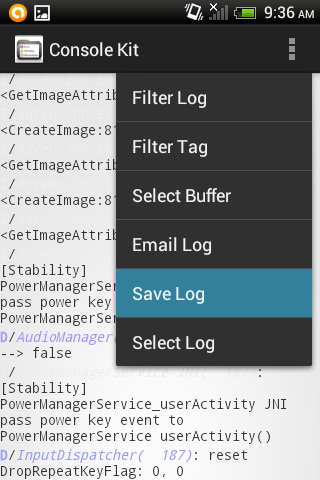 9:36 AM
Console Kit
Filter Log
Filter Tag
Select Buffer
Email Log
Save Log
Select Log
/
<GetImageAttrib
/
<CreateImage:81
/
<GetImageAttrib
/
<CreateImage:81
/
<GetImageAttrib
/
[Stability]
PowerManagerSer
pass power key
PowerManagerSer
D/AudioManager(
--> false
/ :
[Stability]
PowerManagerService_userActivity JNI
pass power key event to
PowerManagerService userActivity()
D/InputDispatcher( 187): reset
DropRepeatKeyFlag: 0, 0